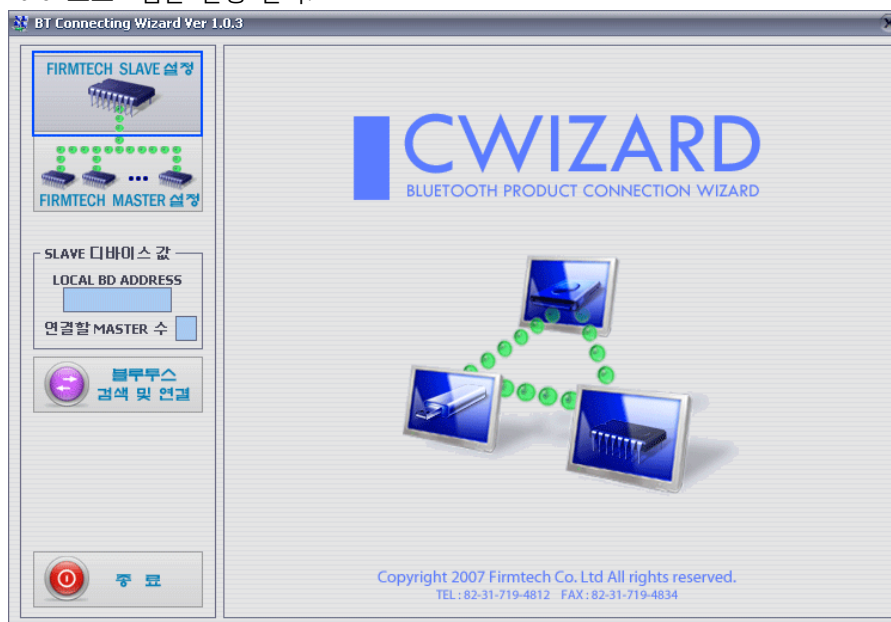 BT Connecting Wizard Ver 1.0.3
FIRMTECH SLAVE 설정
FIRMTECH MASTER 설정
SLAVE 디바이스 값
LOCAL BD ADDRESS
연결할 MASTER 수
블루투스
검색 및 연결
종 료
CWIZARD
BLUETOOTH PRODUCT CONNECTION WIZARD
Copyright 2007 Firmtech Co. Ltd All rights reserved.
TEL : 82-31-719-4812 FAX : 82-31-719-4834